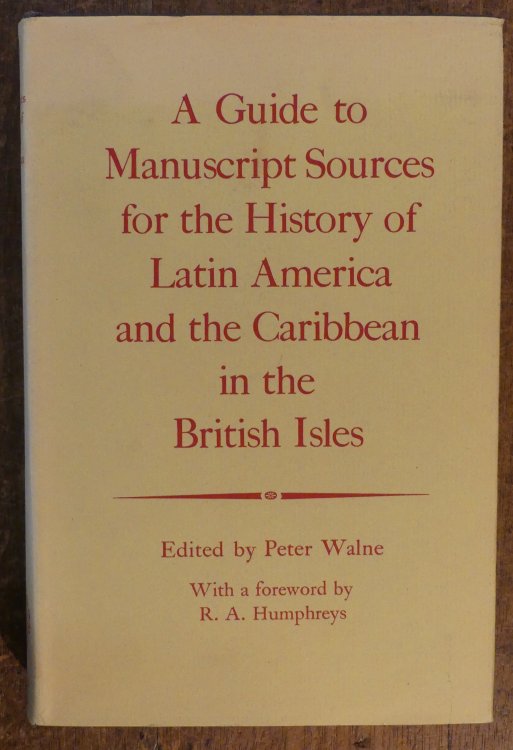 A Guide to
Manuscript Sources
for the History of
Latin America
and the Caribbean
in the
British Isles
Edited by Peter Walne
With a foreword by
R. A. Humphreys